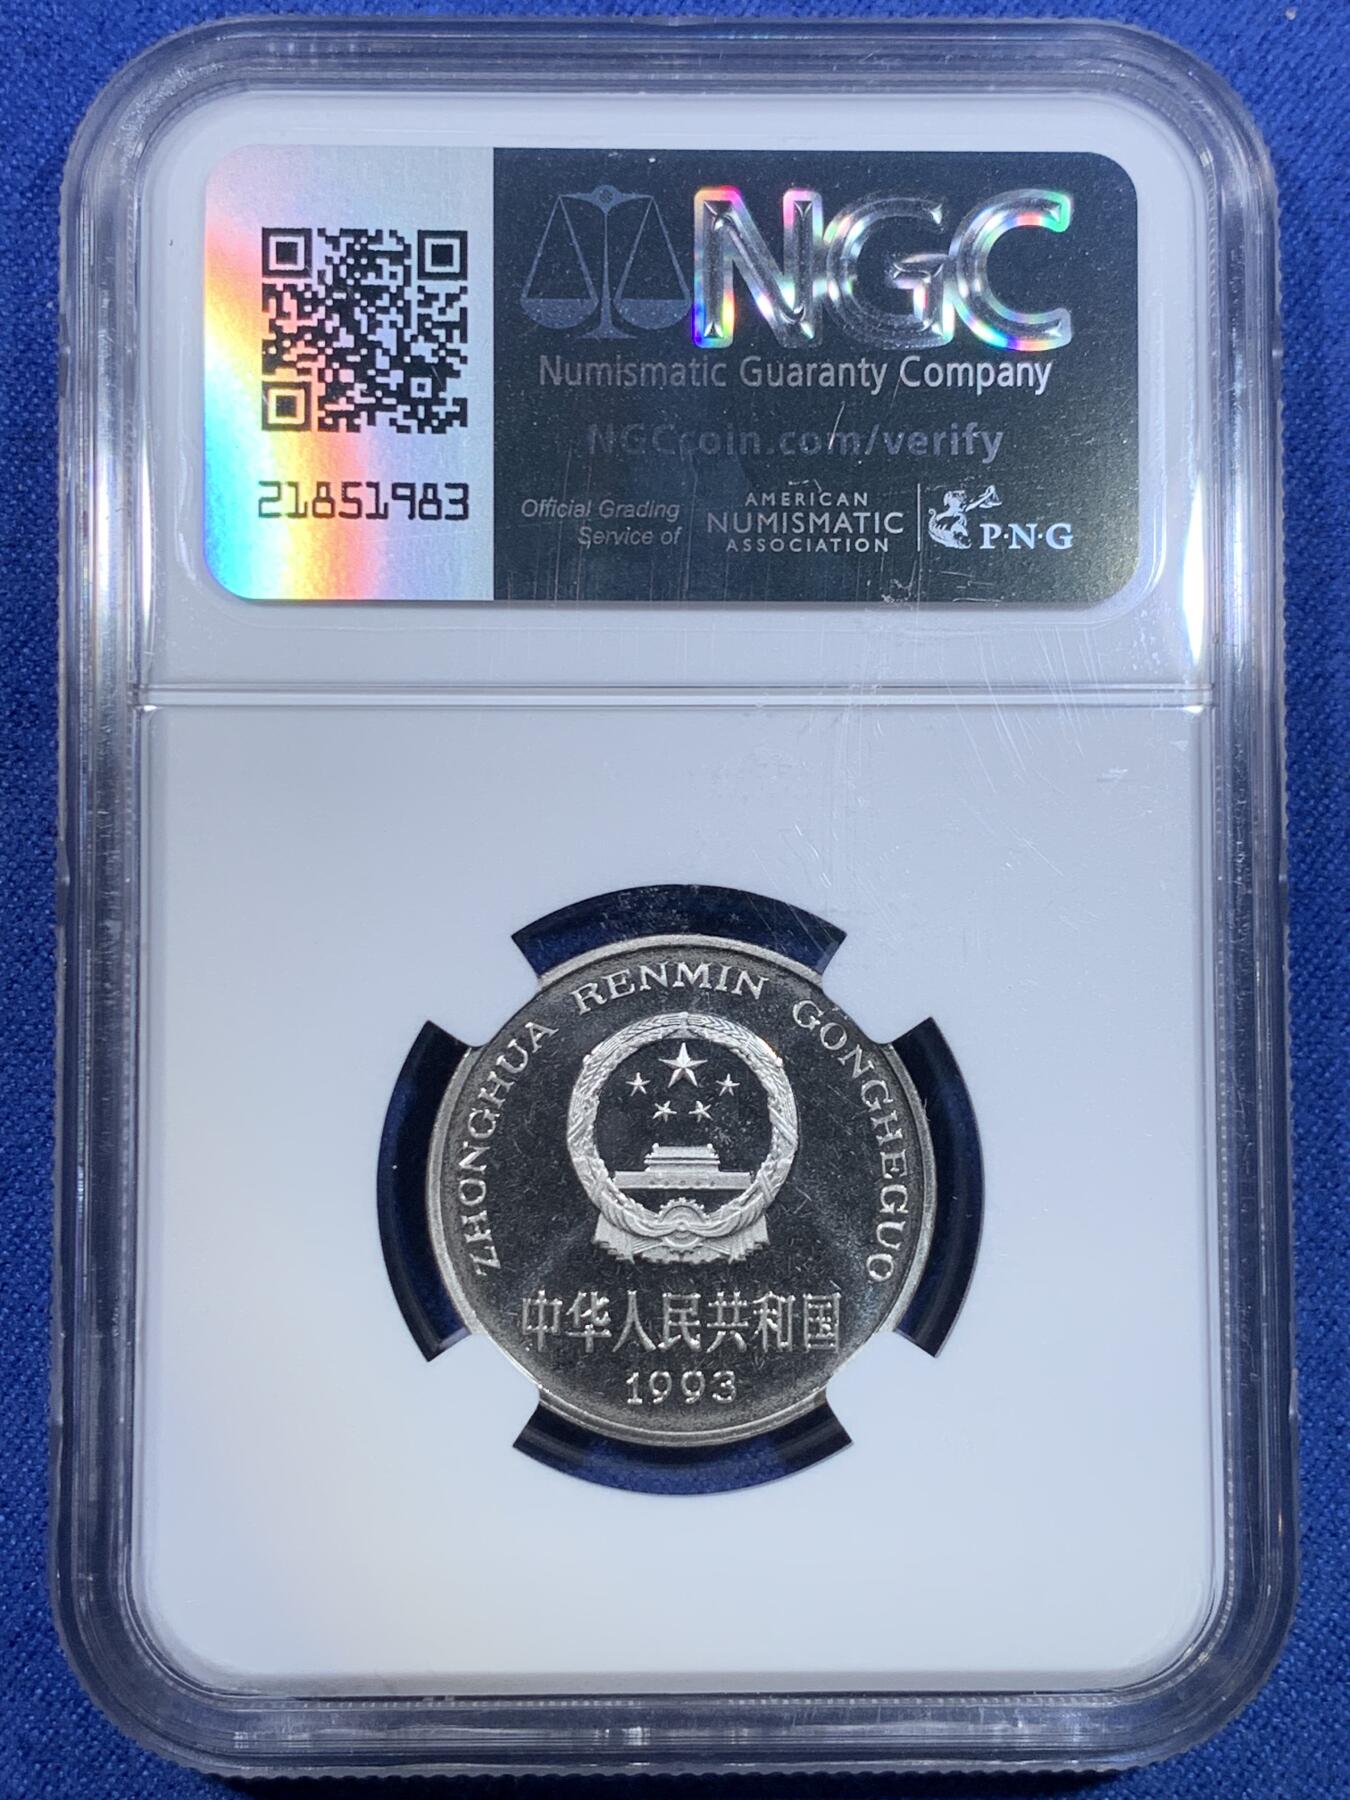 NGC
Numismatic Guaranty Company
NGCcoin.com/verify
21851983
Official Grading
Service of
AMERICAN
NUMISMATIC
ASSOCIATION
P·N·G
ZHONGHUA RENMIN GONGHEGUO
中华人民共和国
1993